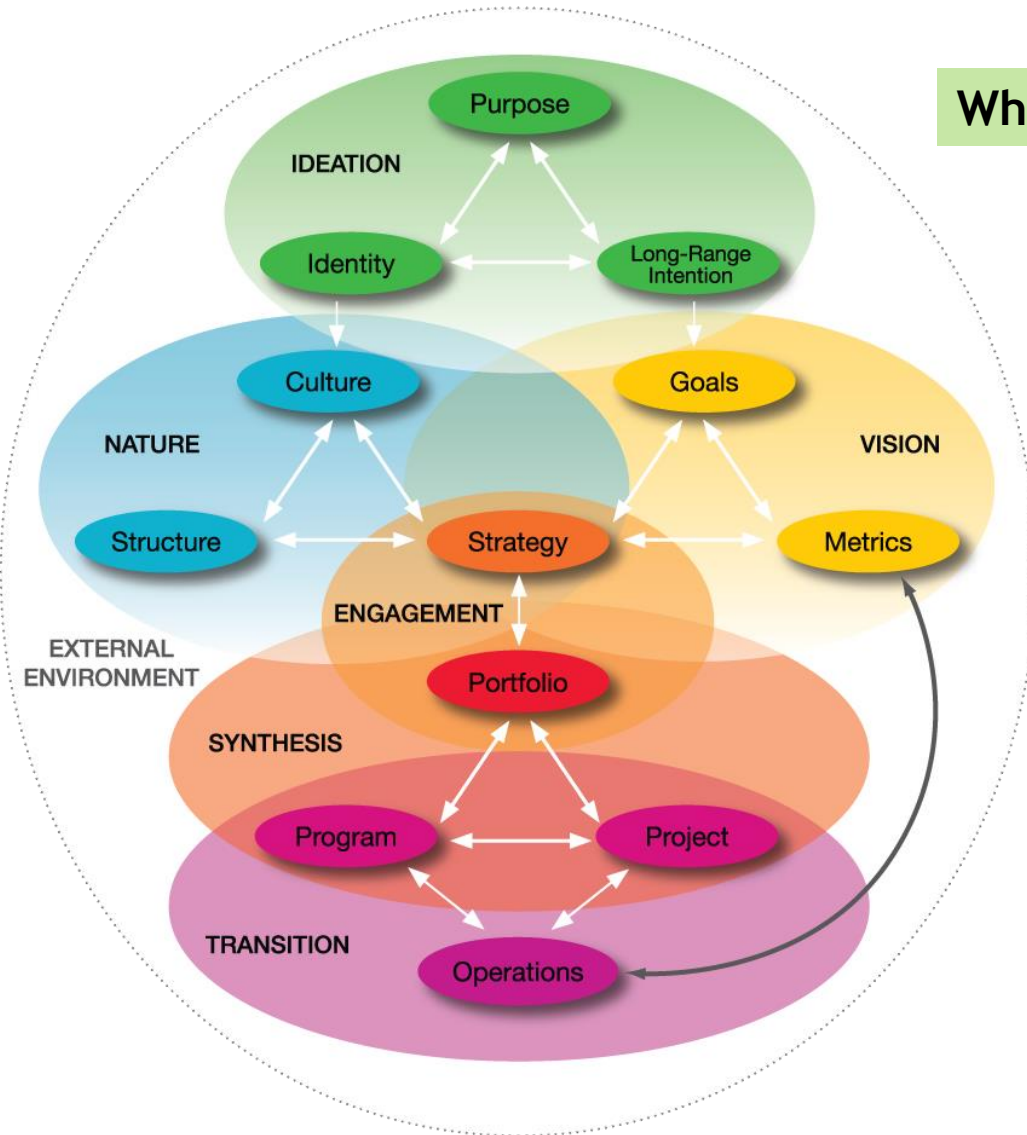 Purpose
Wh
IDEATION
Identity
Long-Range
Intention
Culture
Goals
NATURE
VISION
Structure
Strategy
Metrics
ENGAGEMENT
EXTERNAL
ENVIRONMENT
Portfolio
SYNTHESIS
Program
Project
TRANSITION
Operations